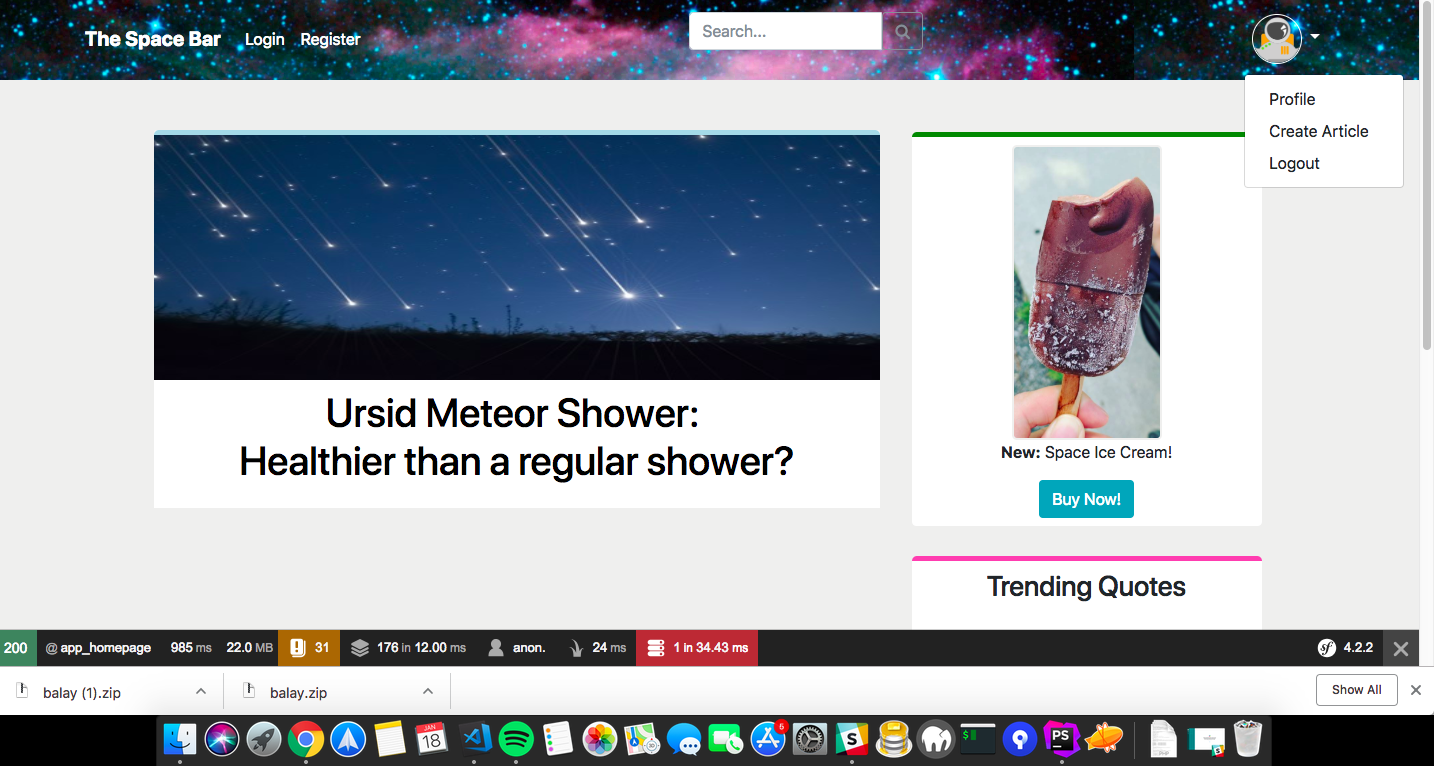 The Space Bar Login Register Search...
Profile
Create Article
Logout
Ursid Meteor Shower:
Healthier than a regular shower?
New: Space Ice Cream!
Buy Now!
Trending Quotes
200 @ app_homepage 985 ms 22.0 MB 31 176 in 12.00 ms anon. 24 ms 1 in 34.43 ms sf 4.2.2
balay (1).zip balay.zip Show All
JAN
18
6
S
$
PS